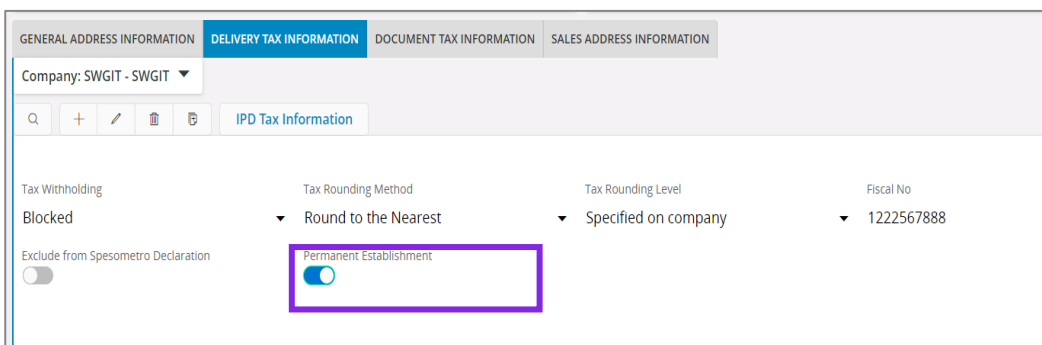 GENERAL ADDRESS INFORMATION DELIVERY TAX INFORMATION DOCUMENT TAX INFORMATION SALES ADDRESS INFORMATION
Company: SWGIT - SWGIT
IPD Tax Information
Tax Withholding Tax Rounding Method Tax Rounding Level Fiscal No
Blocked Round to the Nearest Specified on company 1222567888
Exclude from Spesometro Declaration Permanent Establishment